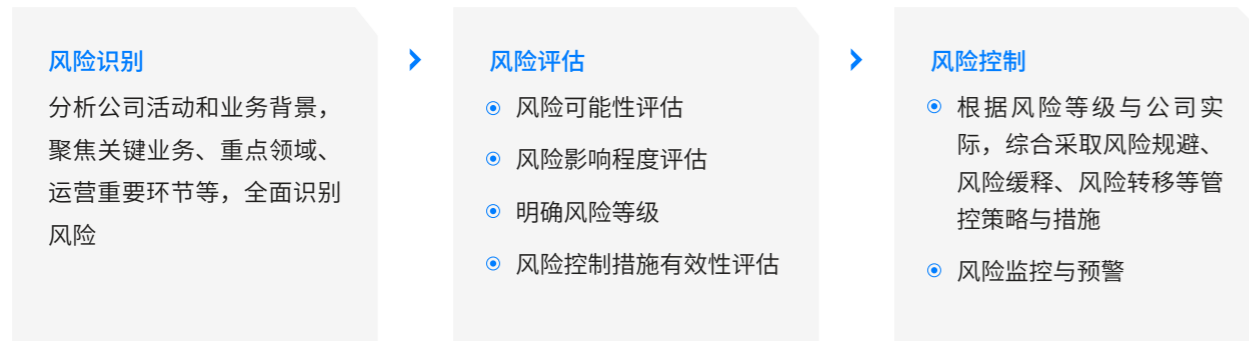 风险识别
分析公司活动和业务背景，
聚焦关键业务、重点领域、
运营重要环节等，全面识别
风险
风险评估
风险可能性评估
风险影响程度评估
明确风险等级
风险控制措施有效性评估
风险控制
根据风险等级与公司实
际，综合采取风险规避、
风险缓释、风险转移等管
控策略与措施
风险监控与预警